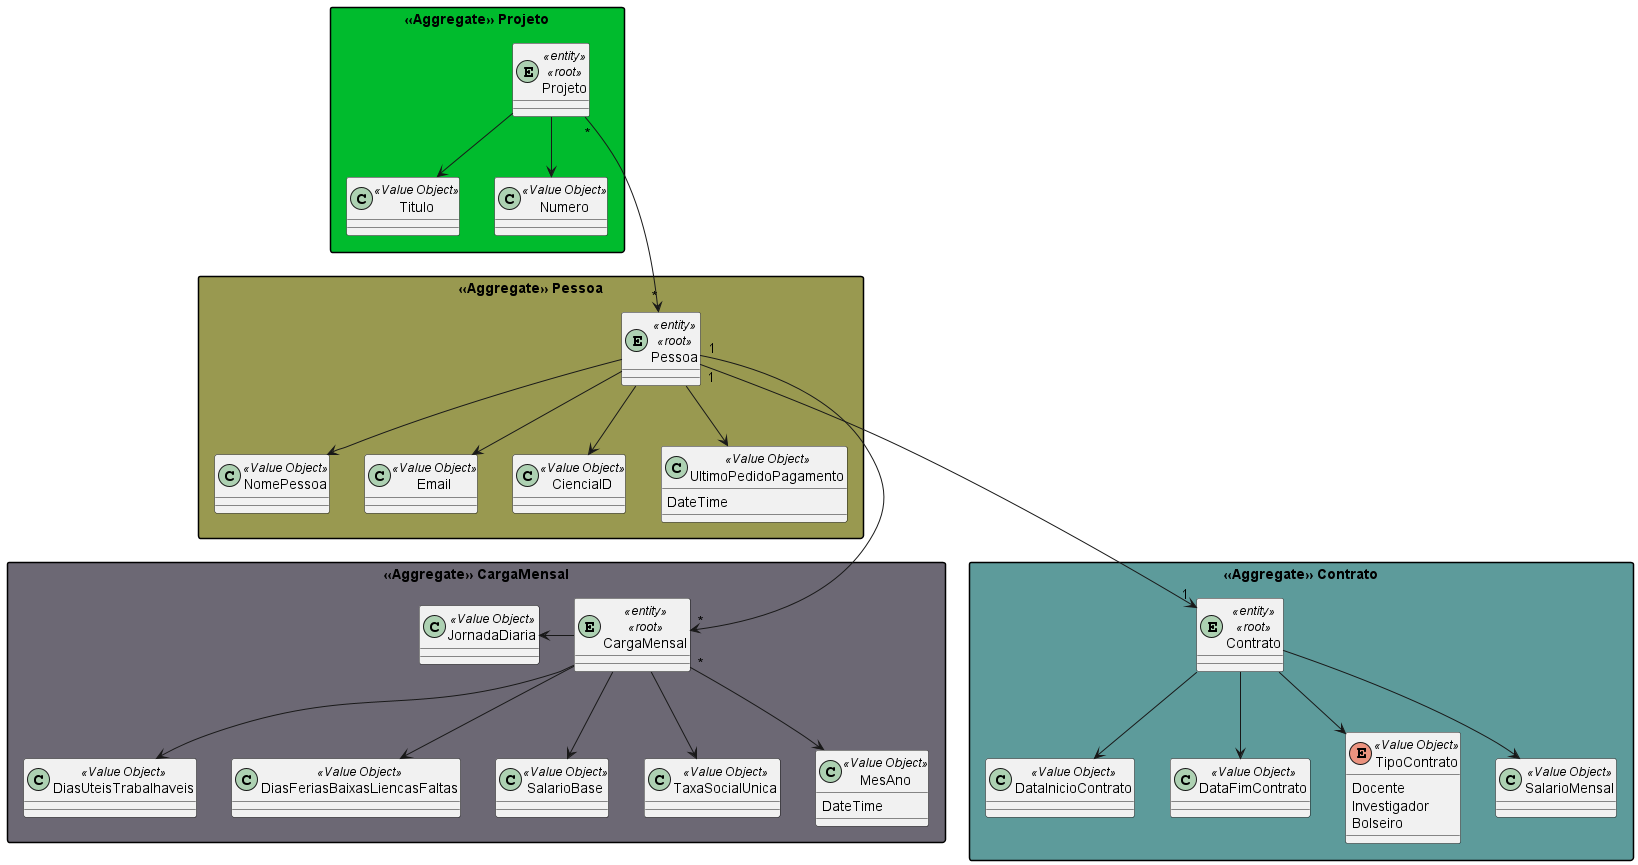 «Aggregate» Projeto
E
«entity»
«root»
Projeto
*
C
«Value Object»
Titulo
C
«Value Object»
Numero
*
«Aggregate» Pessoa
E
«entity»
«root»
Pessoa
1
1
C
«Value Object»
NomePessoa
C
«Value Object»
Email
C
«Value Object»
CienciaID
C
«Value Object»
UltimoPedidoPagamento
DateTime
«Aggregate» CargaMensal
C
«Value Object»
JornadaDiaria
E
«entity»
«root»
CargaMensal
*
*
C
«Value Object»
DiasUteisTrabalhaveis
C
«Value Object»
DiasFeriasBaixasLiencasFaltas
C
«Value Object»
SalarioBase
C
«Value Object»
TaxaSocialUnica
C
«Value Object»
MesAno
DateTime
«Aggregate» Contrato
1
E
«entity»
«root»
Contrato
C
«Value Object»
DataInicioContrato
C
«Value Object»
DataFimContrato
E
«Value Object»
TipoContrato
Docente
Investigador
Bolseiro
C
«Value Object»
SalarioMensal